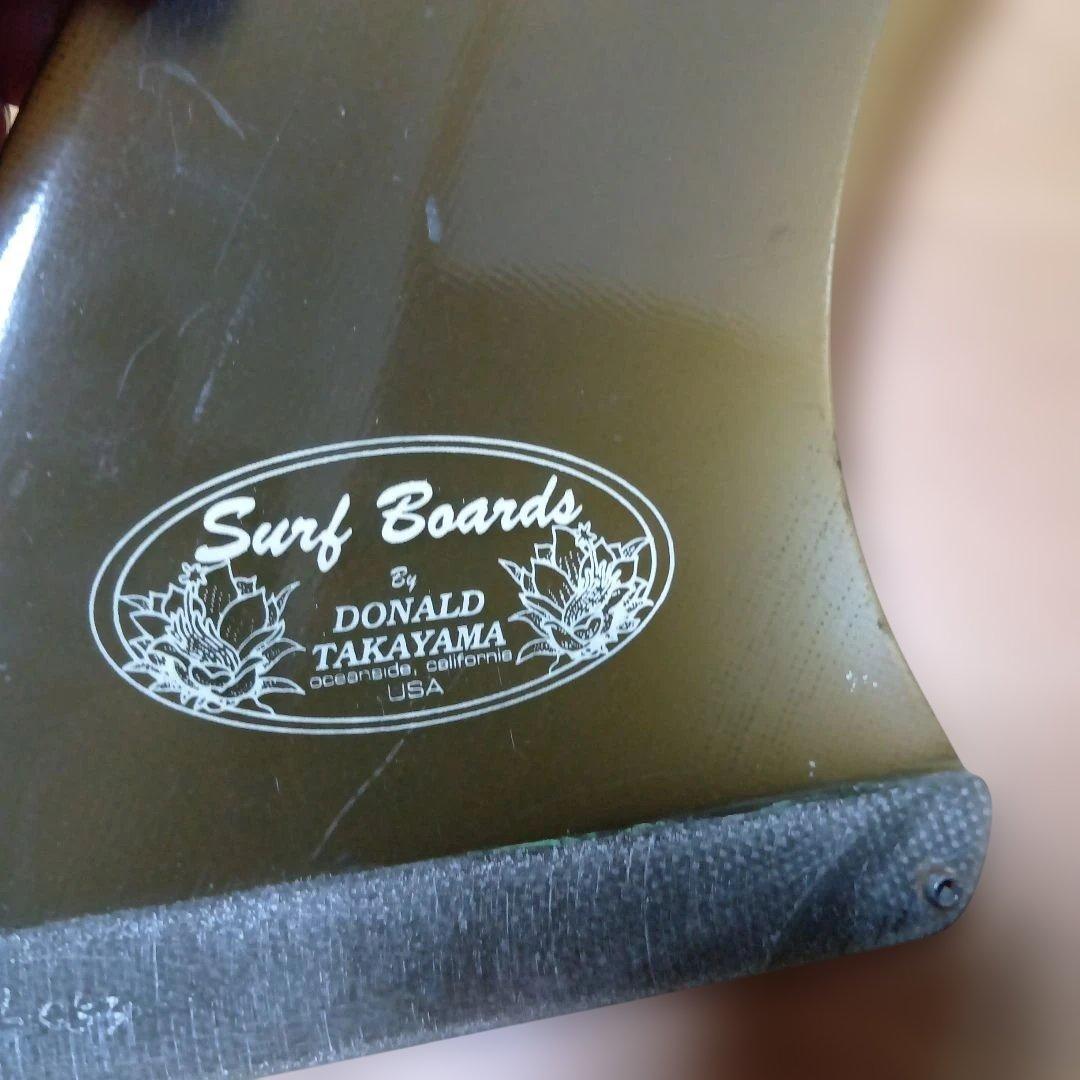 Surf Boards
By
DONALD
TAKAYAMA
oceanside, california
USA